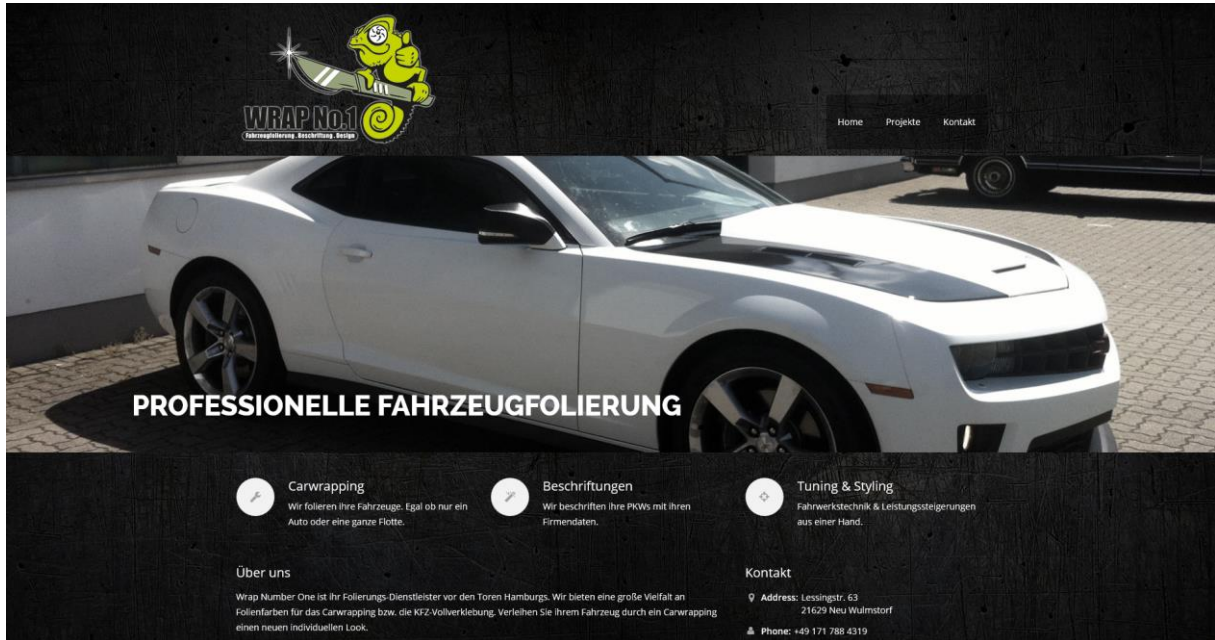 WRAP No.1
Fahrzeugfolierung . Beschriftung . Design
Home
Projekte
Kontakt
PROFESSIONELLE FAHRZEUGFOLIERUNG
Carwrapping
Wir folieren ihre Fahrzeuge. Egal ob nur ein
Auto oder eine ganze Flotte.
Beschriftungen
Wir beschriften ihre PKWs mit ihren
Firmendaten.
Tuning & Styling
Fahrwerkstechnik & Leistungssteigerungen
aus einer Hand.
Über uns
Wrap Number One ist ihr Folierungs-Dienstleister vor den Toren Hamburgs. Wir bieten eine große Vielfalt an
Folienfarben für das Carwrapping bzw. die KFZ-Vollverklebung. Verleihen Sie ihrem Fahrzeug durch ein Carwrapping
einen neuen individuellen Look.
Kontakt
Address: Lessingstr. 63
21629 Neu Wulmstorf
Phone: +49 171 788 4319